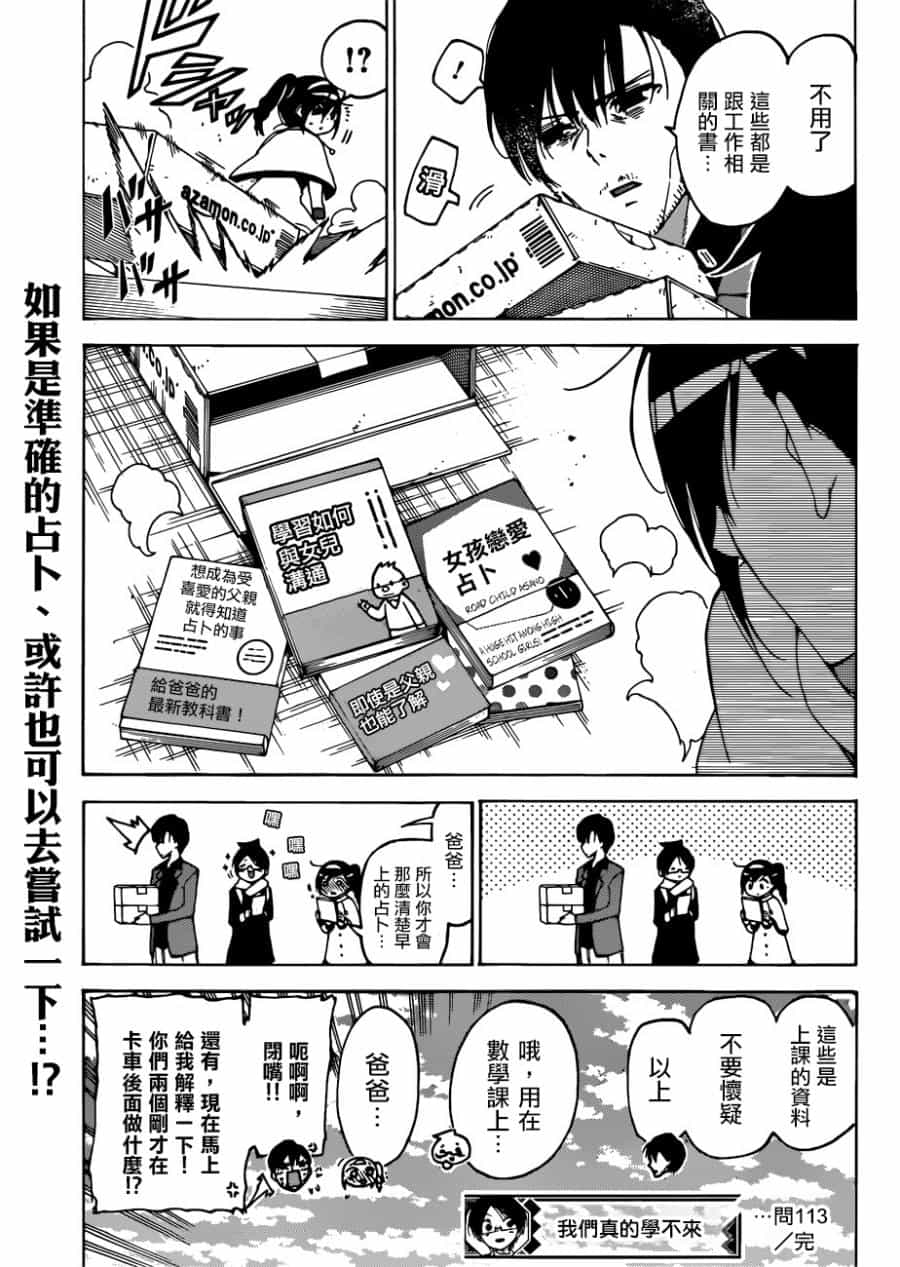 不用了
這些都是
跟工作相
關的書…
!
滑
azamon.co.jp
!?
ドドド
azamon.co.jp
女孩戀愛
占卜
ROAD CHILD ASANO
A HUGE HIT AMONG HIGH
SCHOOL GIRLS!
學習如何
與女兒
溝通
想成為受
喜愛的父親
就得知道
占卜的事
給爸爸的
最新教科書！
即使是父親
也能了解
爸爸…
所以你才會
那麼清楚早
上的占卜…
嘿
嘿
嘿
這些是
上課的資料
不要懷疑
以上
哦，用在
數學課上…
爸爸…
呃啊啊，
閉嘴!!
還有，現在馬上
給我解釋一下！
你們兩個剛才在
卡車後面做什麼!?
我們真的學不來
…問113
／完
如果是準確的占卜、或許也可以去嘗試一下…!?